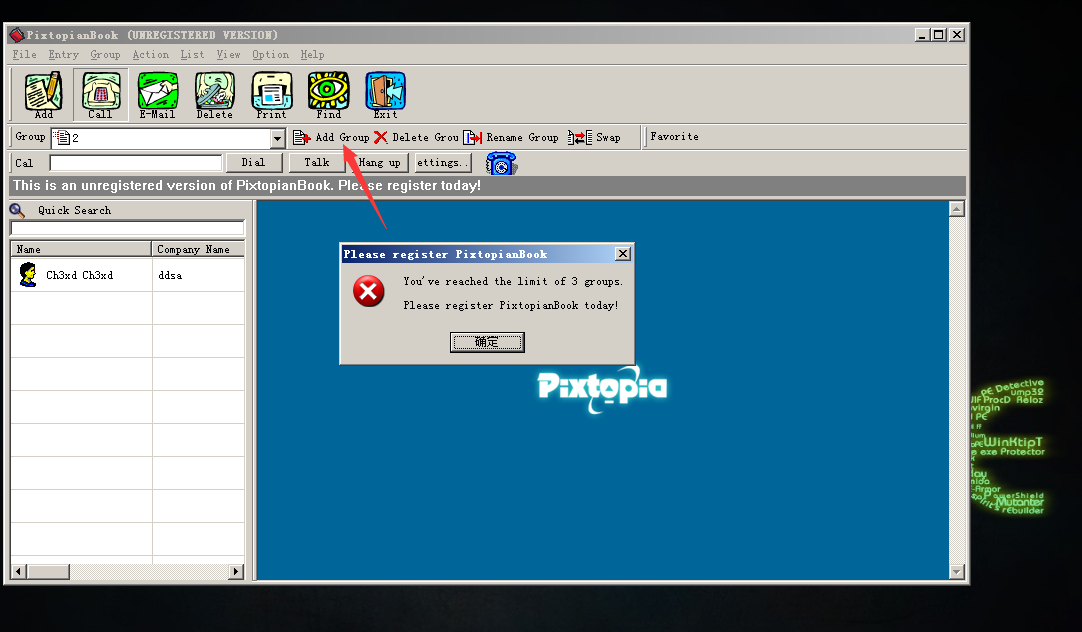 PixtopianBook (UNREGISTERED VERSION)
File Entry Group Action List View Option Help
Add Call E-Mail Delete Print Find Exit
Group 2 Add Group Delete Grou Rename Group Swap Favorite
Cal Dial Talk Hang up ettings..
This is an unregistered version of PixtopianBook. Please register today!
Quick Search
Name Company Name
Ch3xd Ch3xd ddsa
Please register PixtopianBook
You've reached the limit of 3 groups.
Please register PixtopianBook today!
确定
Pixtopia
PE Detective
ump32
ProcD Reloz
virgin
PE
WinKtipT
exe Protector
Armor
PowerShield
Mutanter
rEbuilder